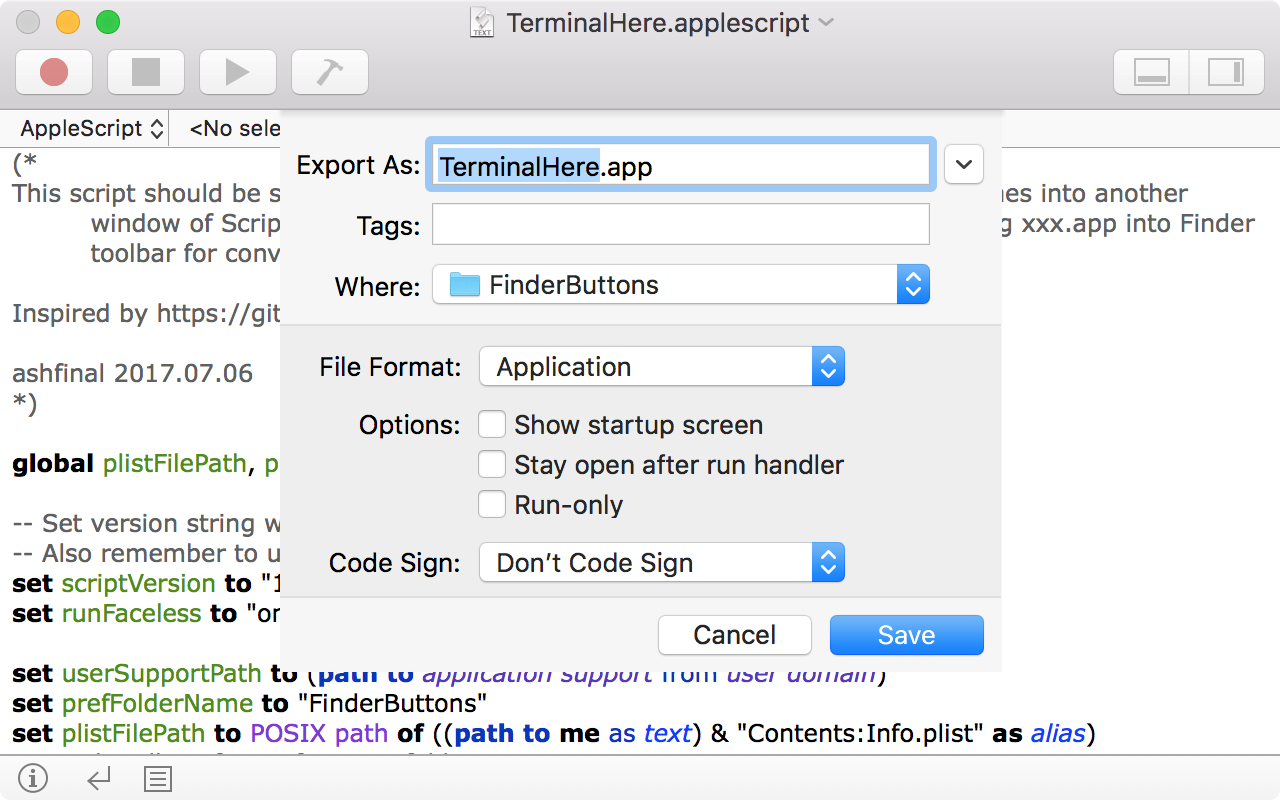 TerminalHere.applescript
TEXT
AppleScript
<No sele
(*
This script should be s
nes into another
window of Scrip
g xxx.app into Finder
toolbar for conv
Inspired by https://git
ashfinal 2017.07.06
*)
global plistFilePath, p
-- Set version string w
-- Also remember to u
set scriptVersion to "1
set runFaceless to "on
set userSupportPath to (path to application support from user domain)
set prefFolderName to "FinderButtons"
set plistFilePath to POSIX path of ((path to me as text) & "Contents:Info.plist" as alias)
Export As: TerminalHere.app
Tags:
Where: FinderButtons
File Format: Application
Options: Show startup screen
Stay open after run handler
Run-only
Code Sign: Don’t Code Sign
Cancel Save